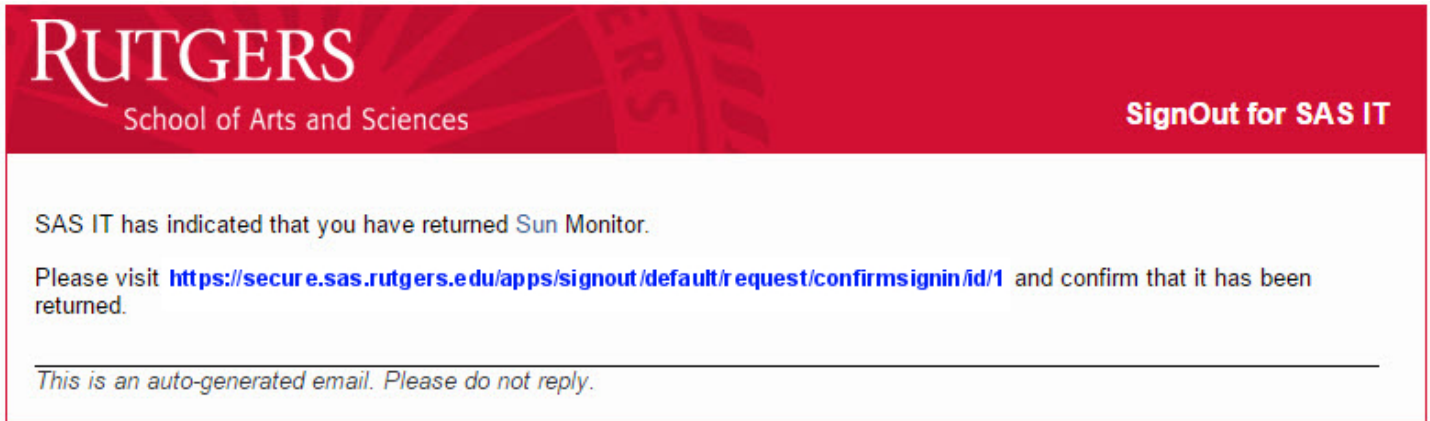 RUTGERS
School of Arts and Sciences
SignOut for SAS IT
SAS IT has indicated that you have returned Sun Monitor.
Please visit https://secure.sas.rutgers.edu/apps/signout/default/request/confirmsignin/id/1 and confirm that it has been
returned.
This is an auto-generated email. Please do not reply.